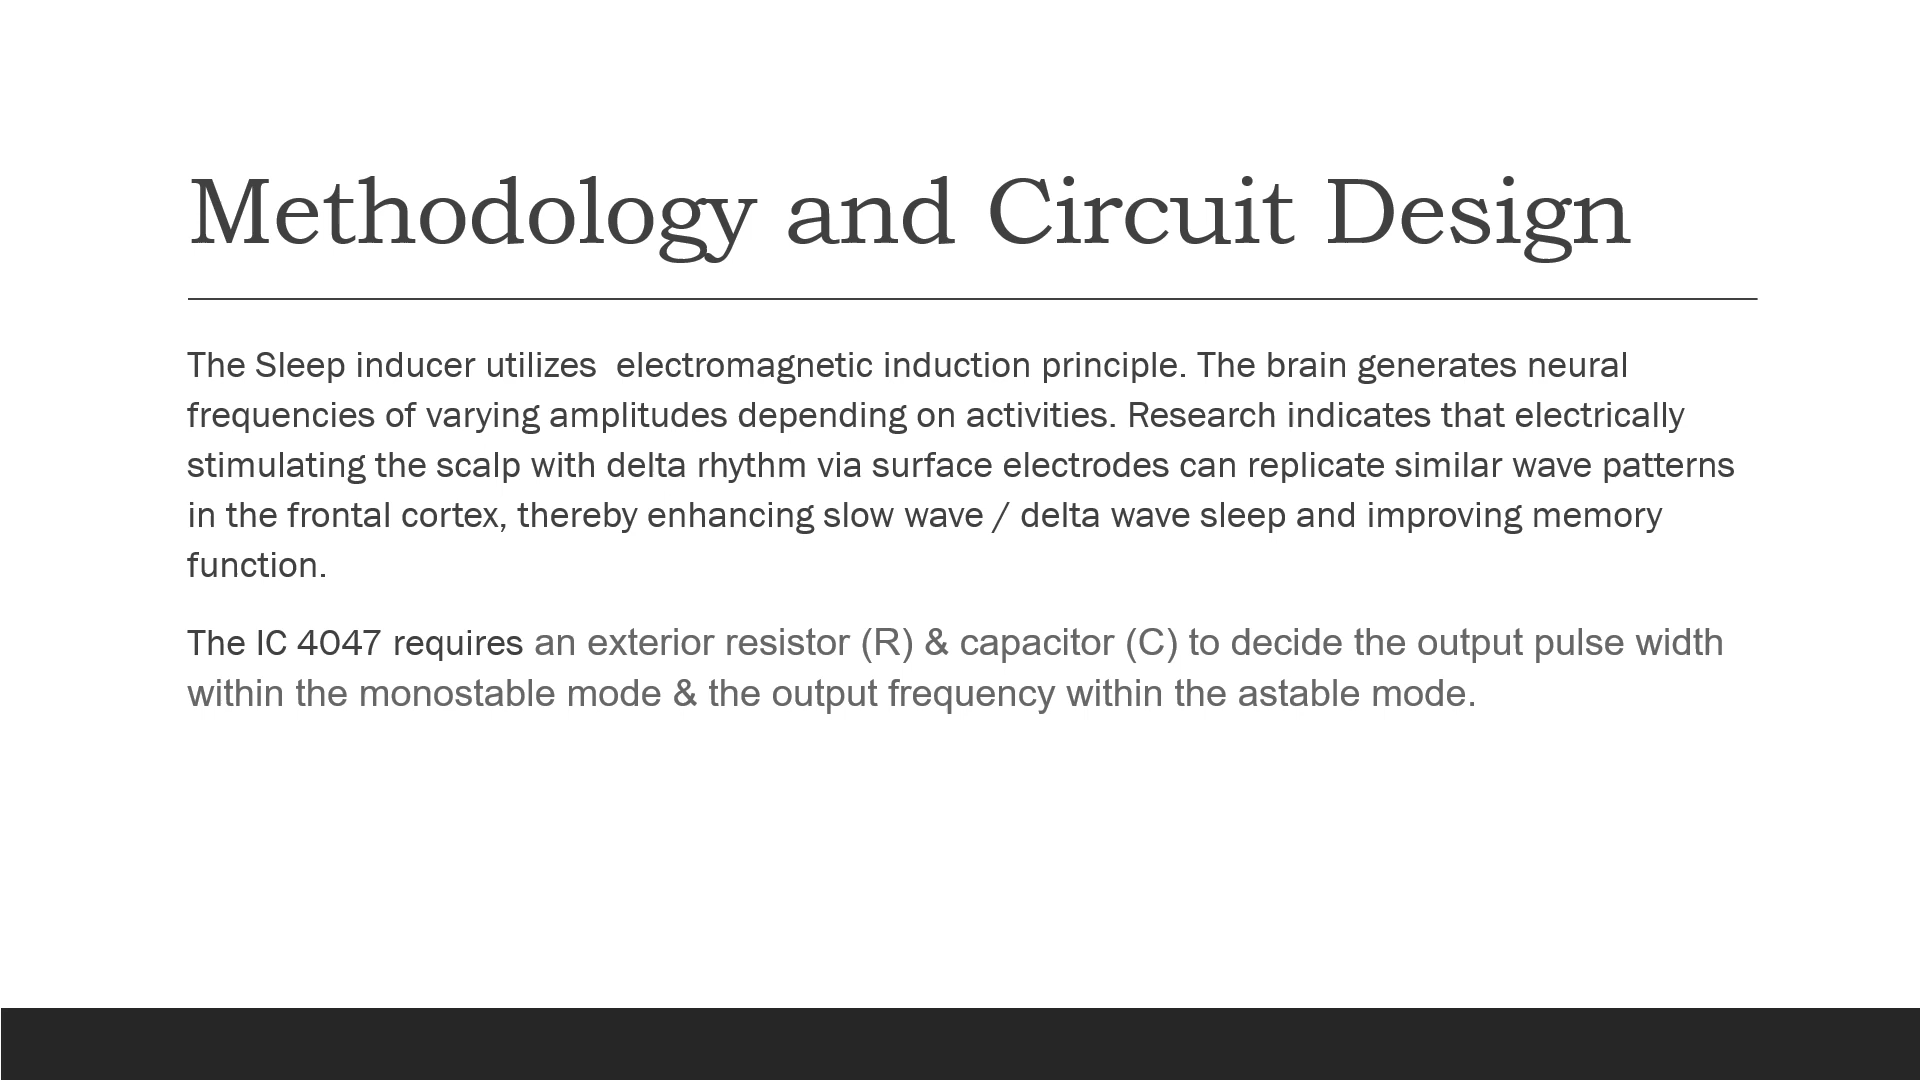 Methodology and Circuit Design
The Sleep inducer utilizes  electromagnetic induction principle. The brain generates neural
frequencies of varying amplitudes depending on activities. Research indicates that electrically
stimulating the scalp with delta rhythm via surface electrodes can replicate similar wave patterns
in the frontal cortex, thereby enhancing slow wave / delta wave sleep and improving memory
function.
The IC 4047 requires an exterior resistor (R) & capacitor (C) to decide the output pulse width
within the monostable mode & the output frequency within the astable mode.